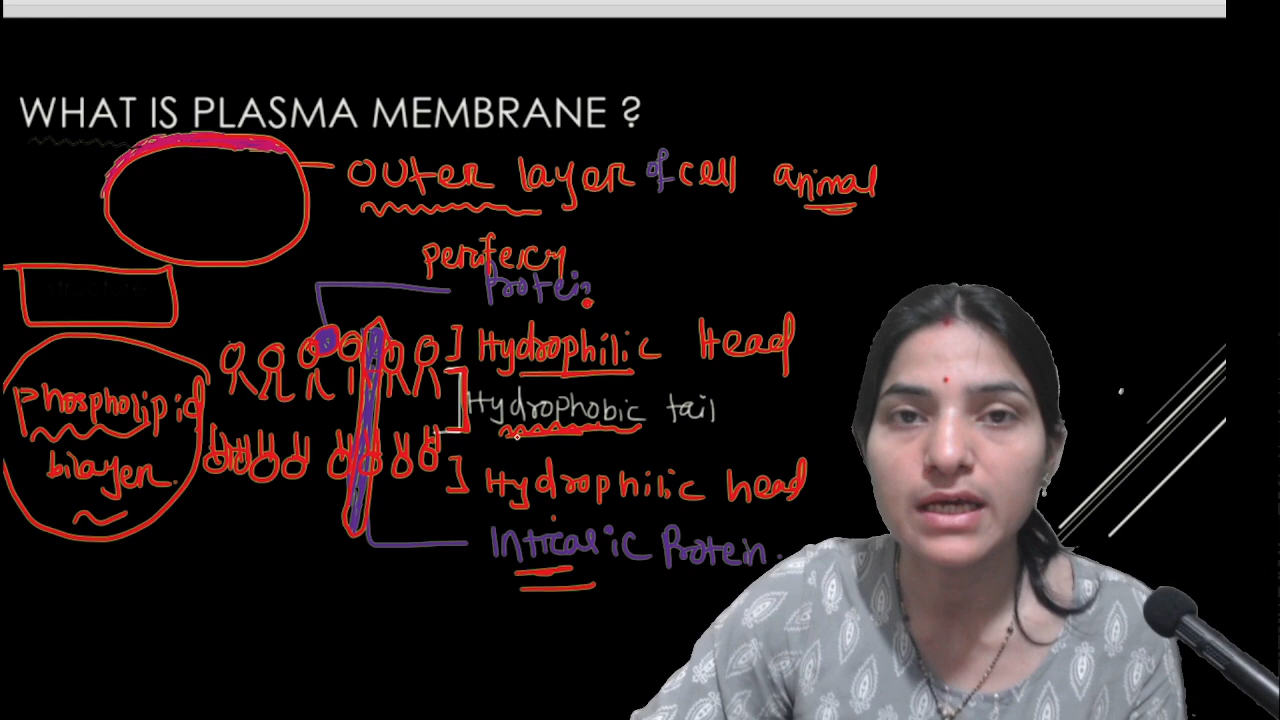 WHAT IS PLASMA MEMBRANE ?
outer layer of cell animal
perifery
Protein
Hydrophilic Head
Phospholipid
Hydrophobic tail
bilayer.
Hydrophilic head
Protein.